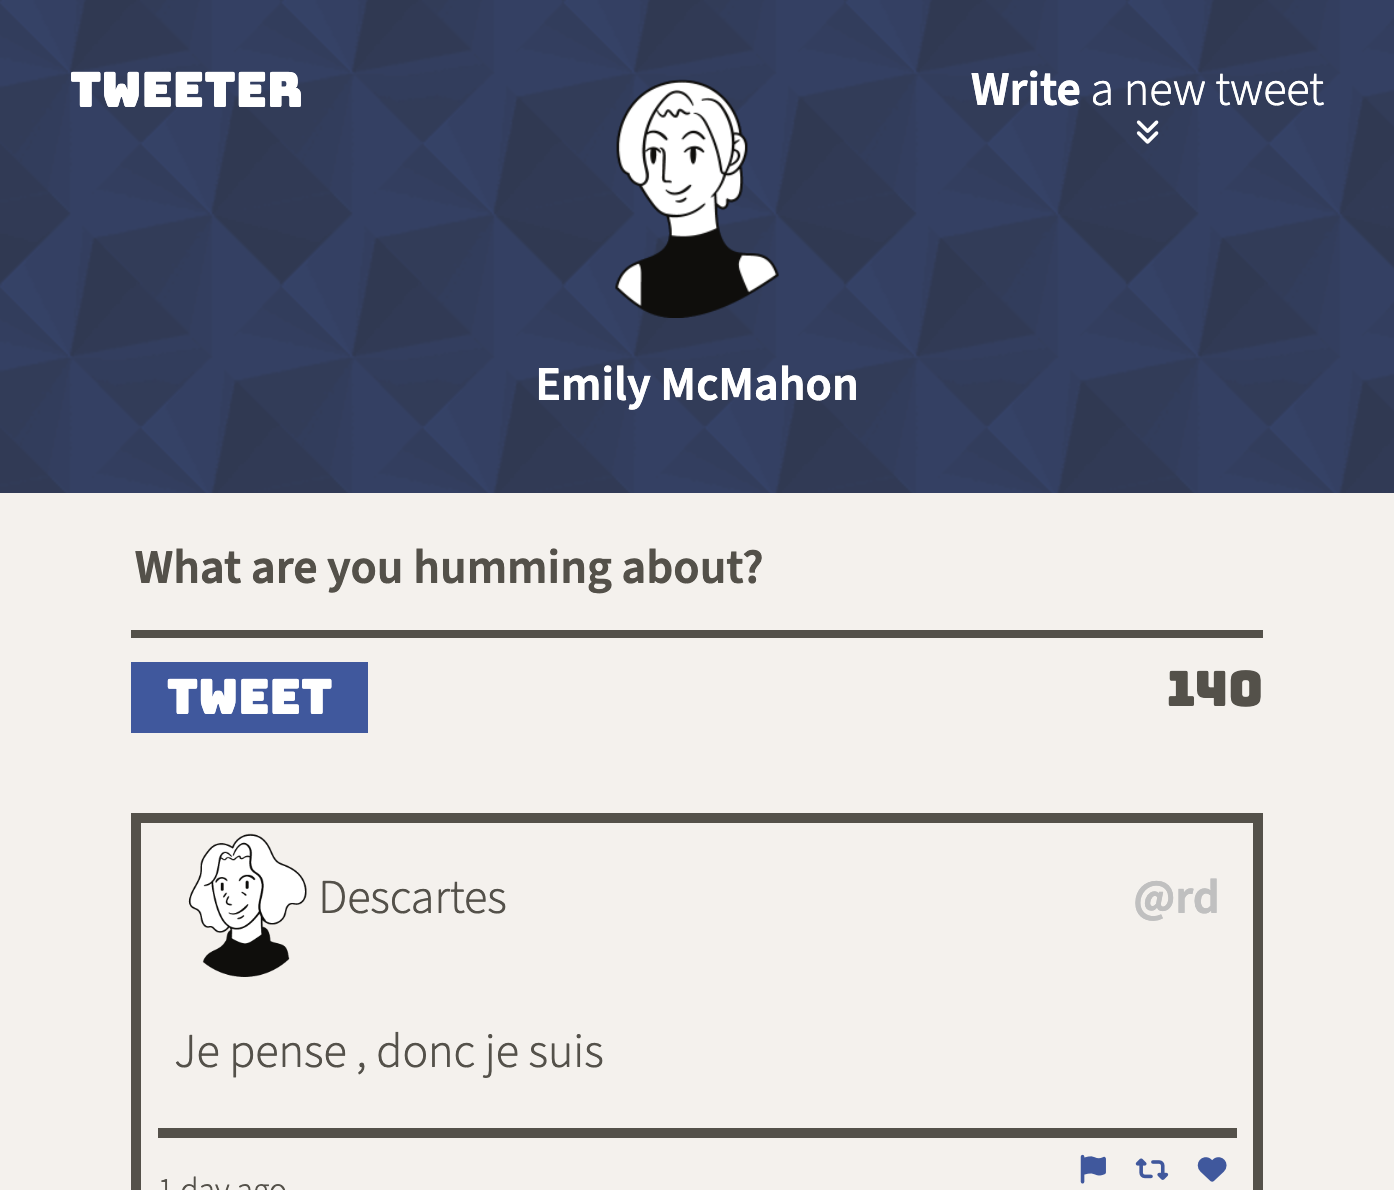 TWEETER
Write a new tweet
Emily McMahon
What are you humming about?
TWEET
140
Descartes
@rd
Je pense , donc je suis
1 day ago